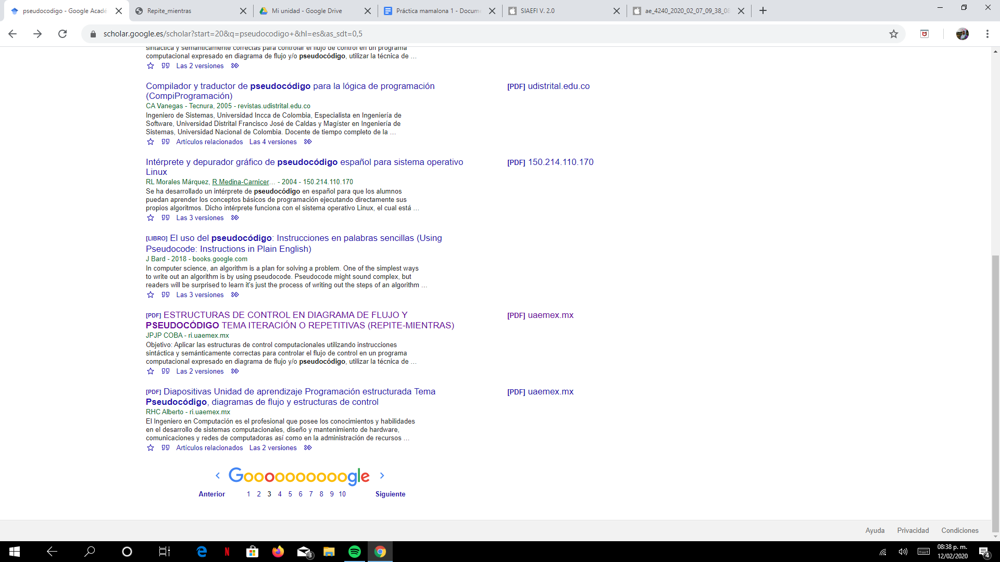 pseudocodigo - Google Acadé
Repite_mientras
Mi unidad - Google Drive
Práctica mamalona 1 - Docume
SIAEFI V. 2.0
ae_4240_2020_02_07_09_38_08
scholar.google.es/scholar?start=20&q=pseudocodigo+&hl=es&as_sdt=0,5
sintáctica y semánticamente correctas para controlar el flujo de control en un programa
computacional expresado en diagrama de flujo y/o pseudocódigo, utilizar la técnica de …
Las 2 versiones
Compilador y traductor de pseudocódigo para la lógica de programación
(CompiProgramación)
[PDF] udistrital.edu.co
CA Vanegas - Tecnura, 2005 - revistas.udistrital.edu.co
Ingeniero de Sistemas, Universidad Incca de Colombia, Especialista en Ingeniería de
Software, Universidad Distrital Francisco José de Caldas y Magíster en Ingeniería de
Sistemas, Universidad Nacional de Colombia. Docente de tiempo completo de la …
Artículos relacionados Las 4 versiones
Intérprete y depurador gráfico de pseudocódigo español para sistema operativo
Linux
[PDF] 150.214.110.170
RL Morales Márquez, R Medina-Carnicer… - 2004 - 150.214.110.170
Se ha desarrollado un intérprete de pseudocódigo en español para que los alumnos
puedan aprender los conceptos básicos de programación ejecutando directamente sus
propios algoritmos. Dicho intérprete funciona con el sistema operativo Linux, el cual está …
Las 3 versiones
[LIBRO] El uso del pseudocódigo: Instrucciones en palabras sencillas (Using
Pseudocode: Instructions in Plain English)
J Bard - 2018 - books.google.com
In computer science, an algorithm is a plan for solving a problem. One of the simplest ways
to write out an algorithm is by using pseudocode. Pseudocode might sound complex, but
readers will be surprised to learn it's just the process of writing out the steps of an algorithm …
Las 3 versiones
[PDF] ESTRUCTURAS DE CONTROL EN DIAGRAMA DE FLUJO Y
PSEUDOCÓDIGO TEMA ITERACIÓN O REPETITIVAS (REPITE-MIENTRAS)
[PDF] uaemex.mx
JPJP COBA - ri.uaemex.mx
Objetivo: Aplicar las estructuras de control computacionales utilizando instrucciones
sintáctica y semánticamente correctas para controlar el flujo de control en un programa
computacional expresado en diagrama de flujo y/o pseudocódigo, utilizar la técnica de …
Las 2 versiones
[PDF] Diapositivas Unidad de aprendizaje Programación estructurada Tema
Pseudocódigo, diagramas de flujo y estructuras de control
[PDF] uaemex.mx
RHC Alberto - ri.uaemex.mx
El Ingeniero en Computación es el profesional que posee los conocimientos y habilidades
en el desarrollo de sistemas computacionales, diseño y mantenimiento de hardware,
comunicaciones y redes de computadoras así como en la administración de recursos …
Artículos relacionados Las 2 versiones
Gooooooooooogle
Anterior 1 2 3 4 5 6 7 8 9 10 Siguiente
Ayuda Privacidad Condiciones
3
08:38 p. m.
12/02/2020
4